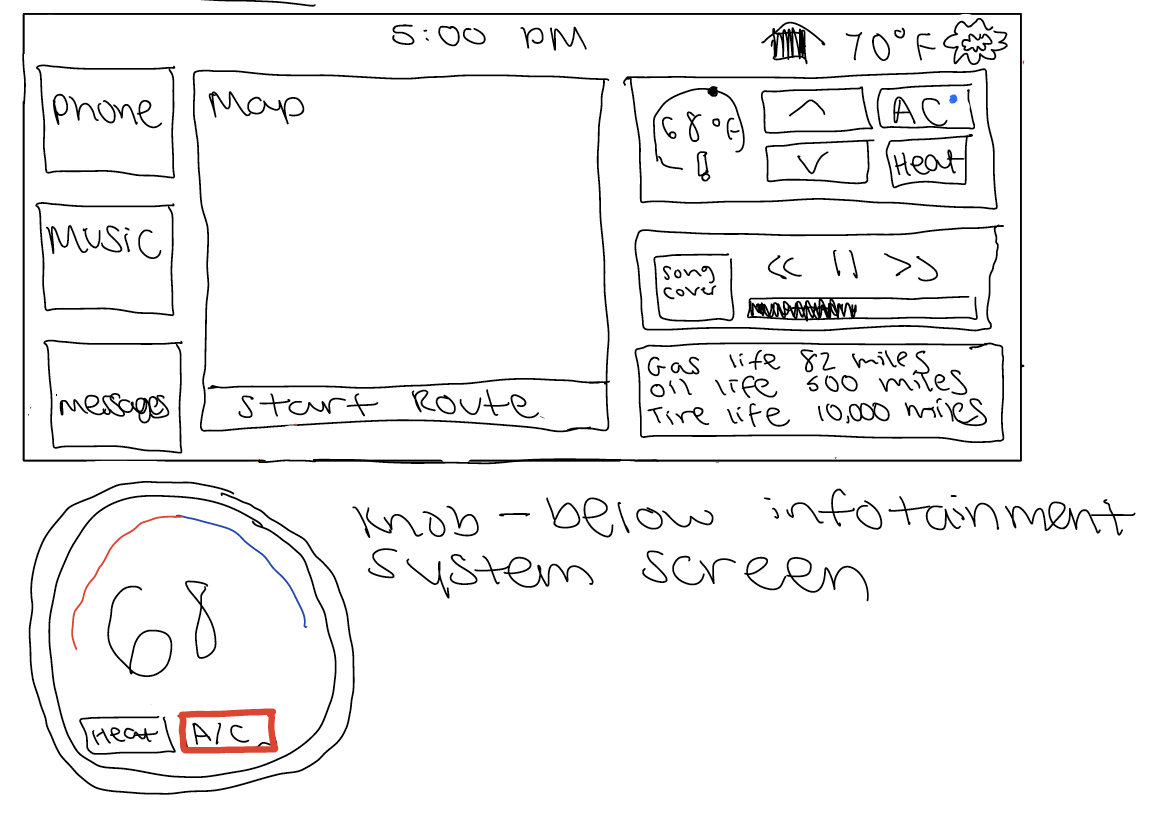 5:00 PM
70°F
Phone
Music
messages
Map
Start Route
68°F
AC
Heat
song
cover
Gas life 82 miles
Oil life 500 miles
Tire life 10,000 miles
Knob - below infotainment
system screen
68
Heat
A/C